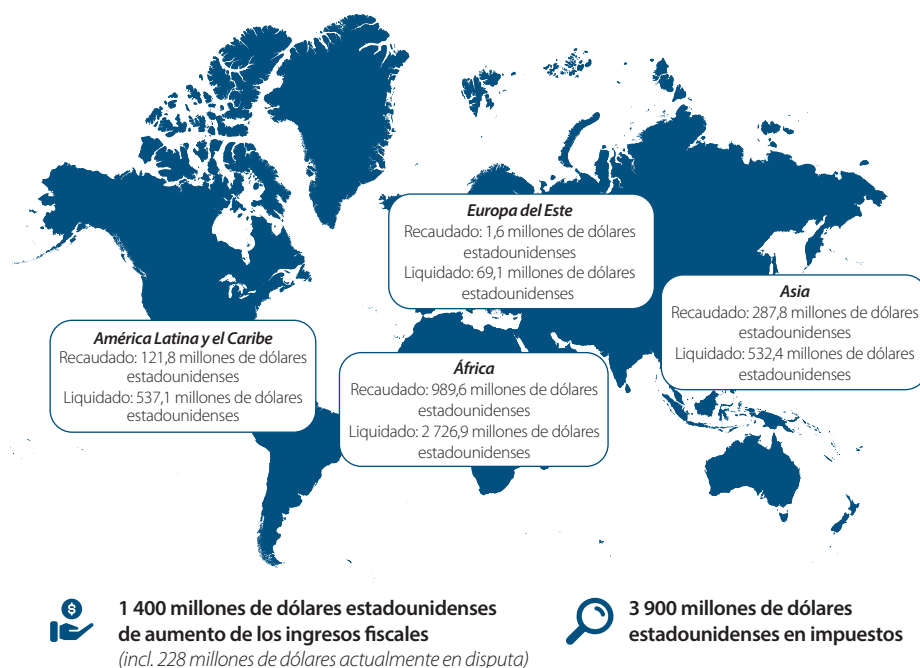 Europa del Este
Recaudado: 1,6 millones de dólares
estadounidenses
Liquidado: 69,1 millones de dólares
estadounidenses
Asia
Recaudado: 287,8 millones de dólares
estadounidenses
Liquidado: 532,4 millones de dólares
estadounidenses
América Latina y el Caribe
Recaudado: 121,8 millones de dólares
estadounidenses
Liquidado: 537,1 millones de dólares
estadounidenses
África
Recaudado: 989,6 millones de dólares
estadounidenses
Liquidado: 2 726,9 millones de dólares
estadounidenses
$
1 400 millones de dólares estadounidenses
de aumento de los ingresos fiscales
(incl. 228 millones de dólares actualmente en disputa)
3 900 millones de dólares
estadounidenses en impuestos